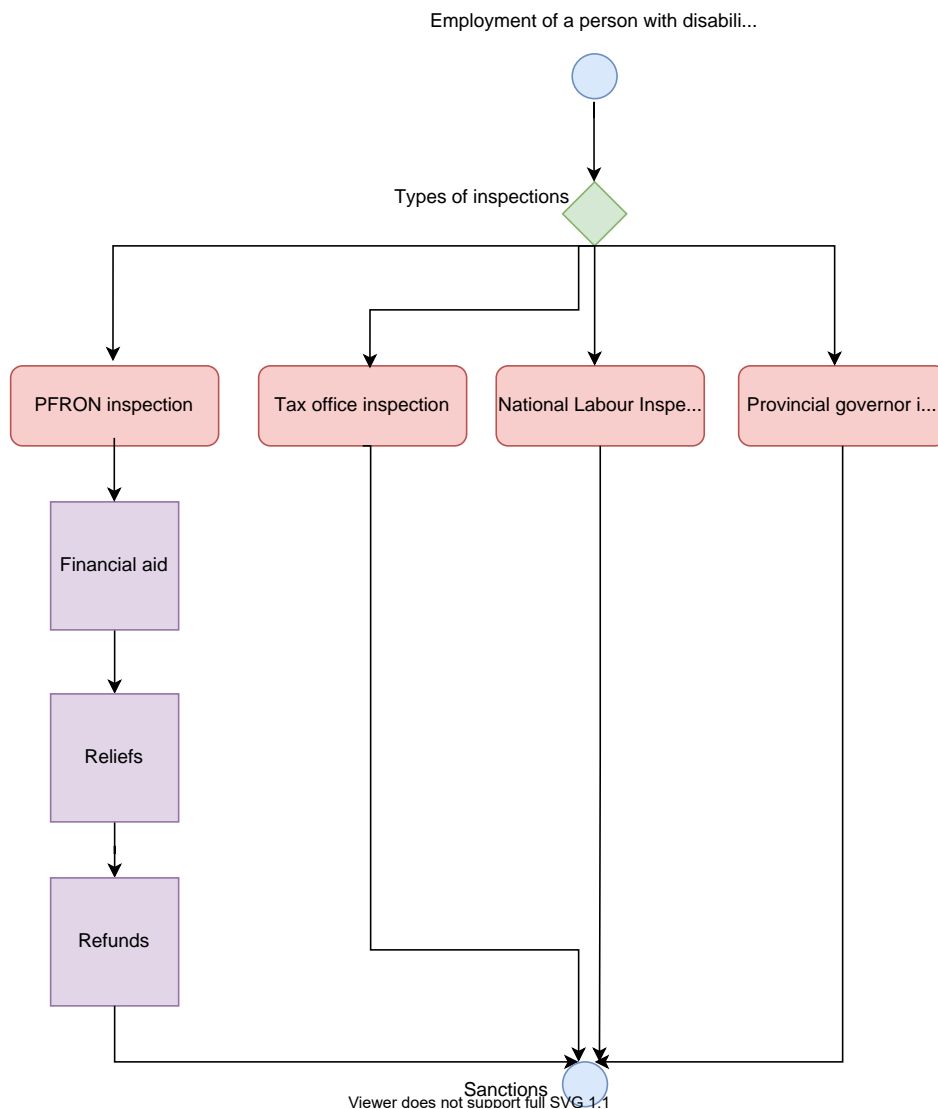 Employment of a person with disabili...
Types of inspections
PFRON inspection
Tax office inspection
National Labour Inspe...
Provincial governor i...
Financial aid
Reliefs
Refunds
Sanctions
Viewer does not support full SVG 1.1